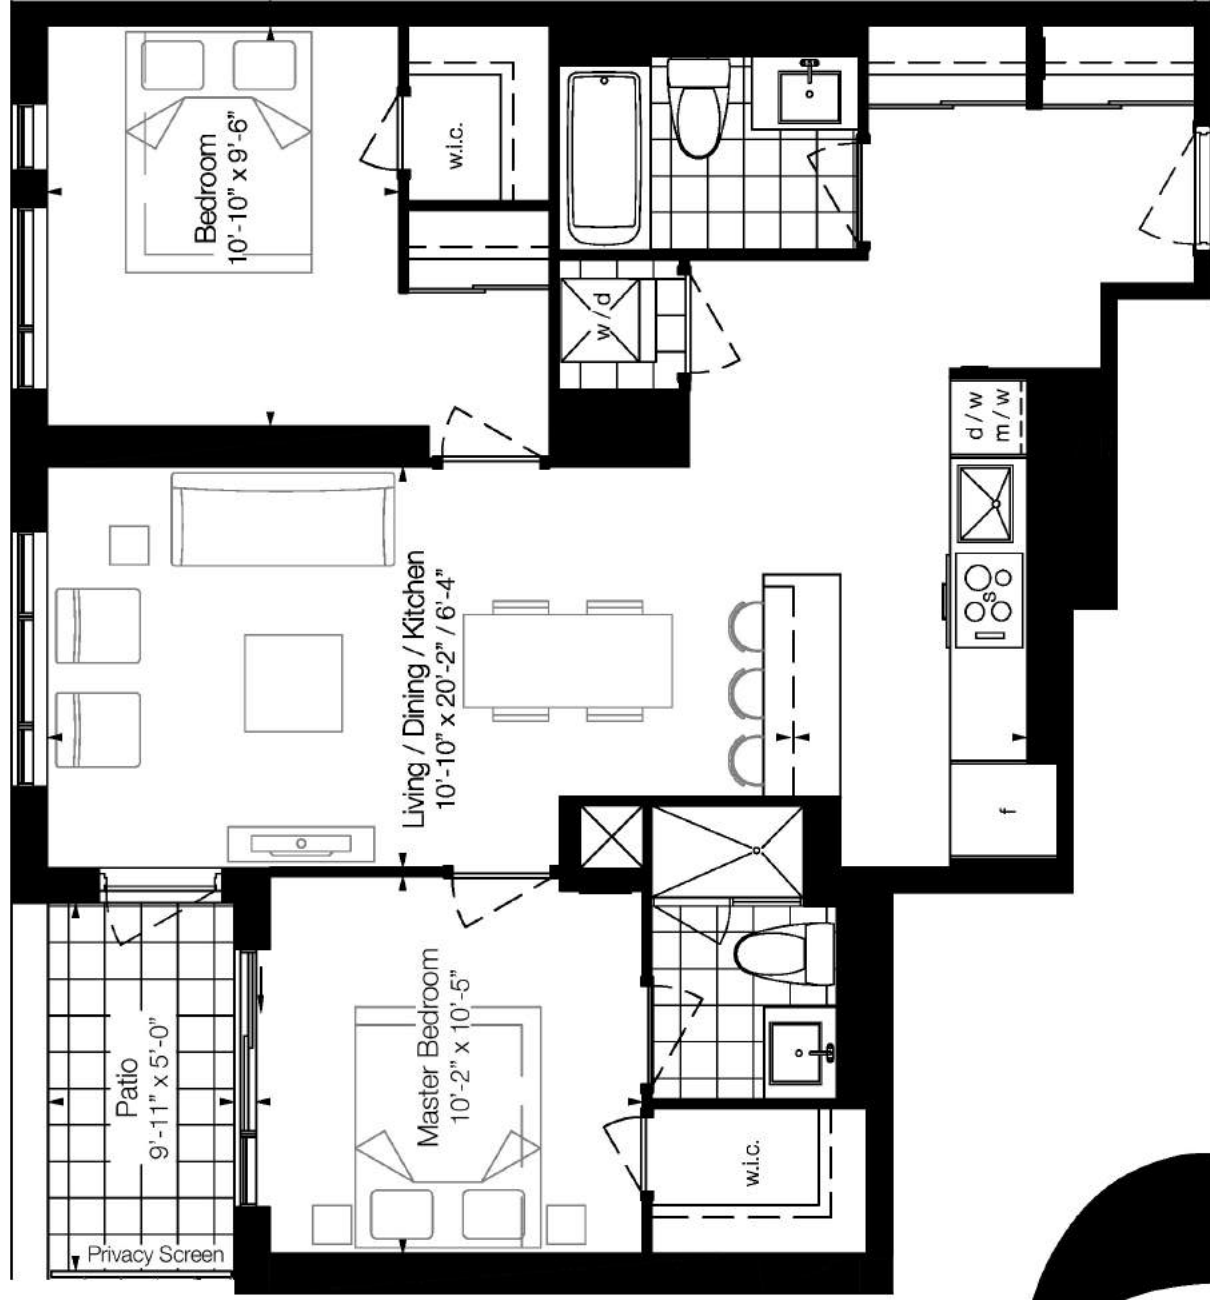 w.i.c.
Bedroom
10'-10" x 9'-6"
w / d
d / w
m / w
s
Living / Dining / Kitchen
10'-10" x 20'-2" / 6'-4"
f
Master Bedroom
10'-2" x 10'-5"
Patio
9'-11" x 5'-0"
w.i.c.
Privacy Screen